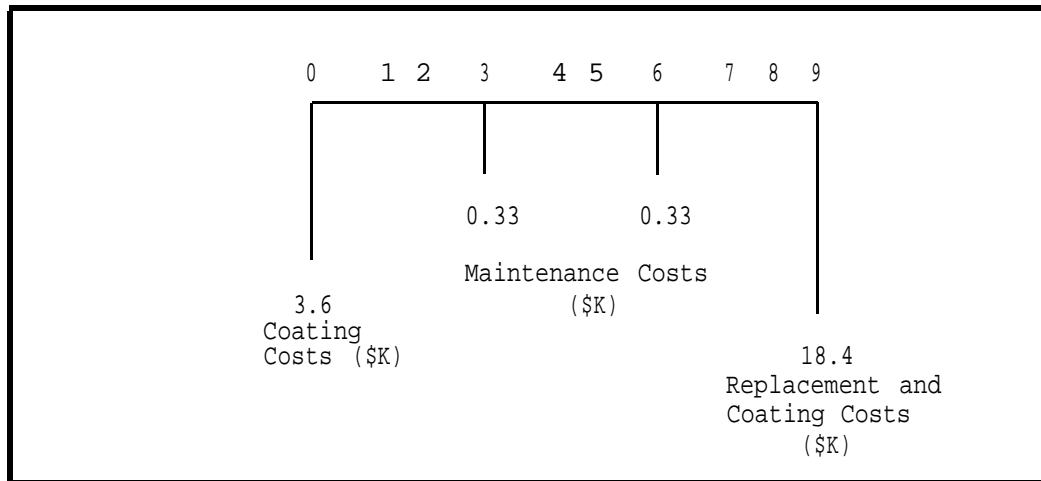 0 1 2 3 4 5 6 7 8 9
0.33 0.33
Maintenance Costs
($K)
3.6
Coating
Costs ($K)
18.4
Replacement and
Coating Costs
($K)